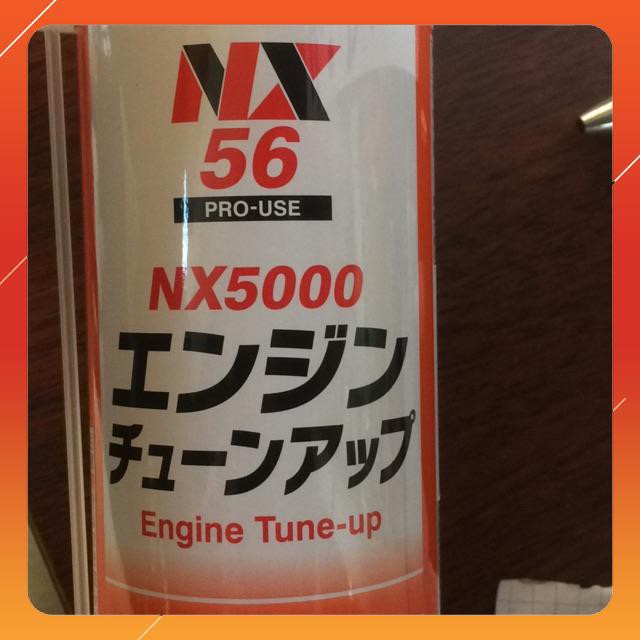 NX
56
PRO-USE
NX5000
エンジン
チューンアップ
Engine Tune-up